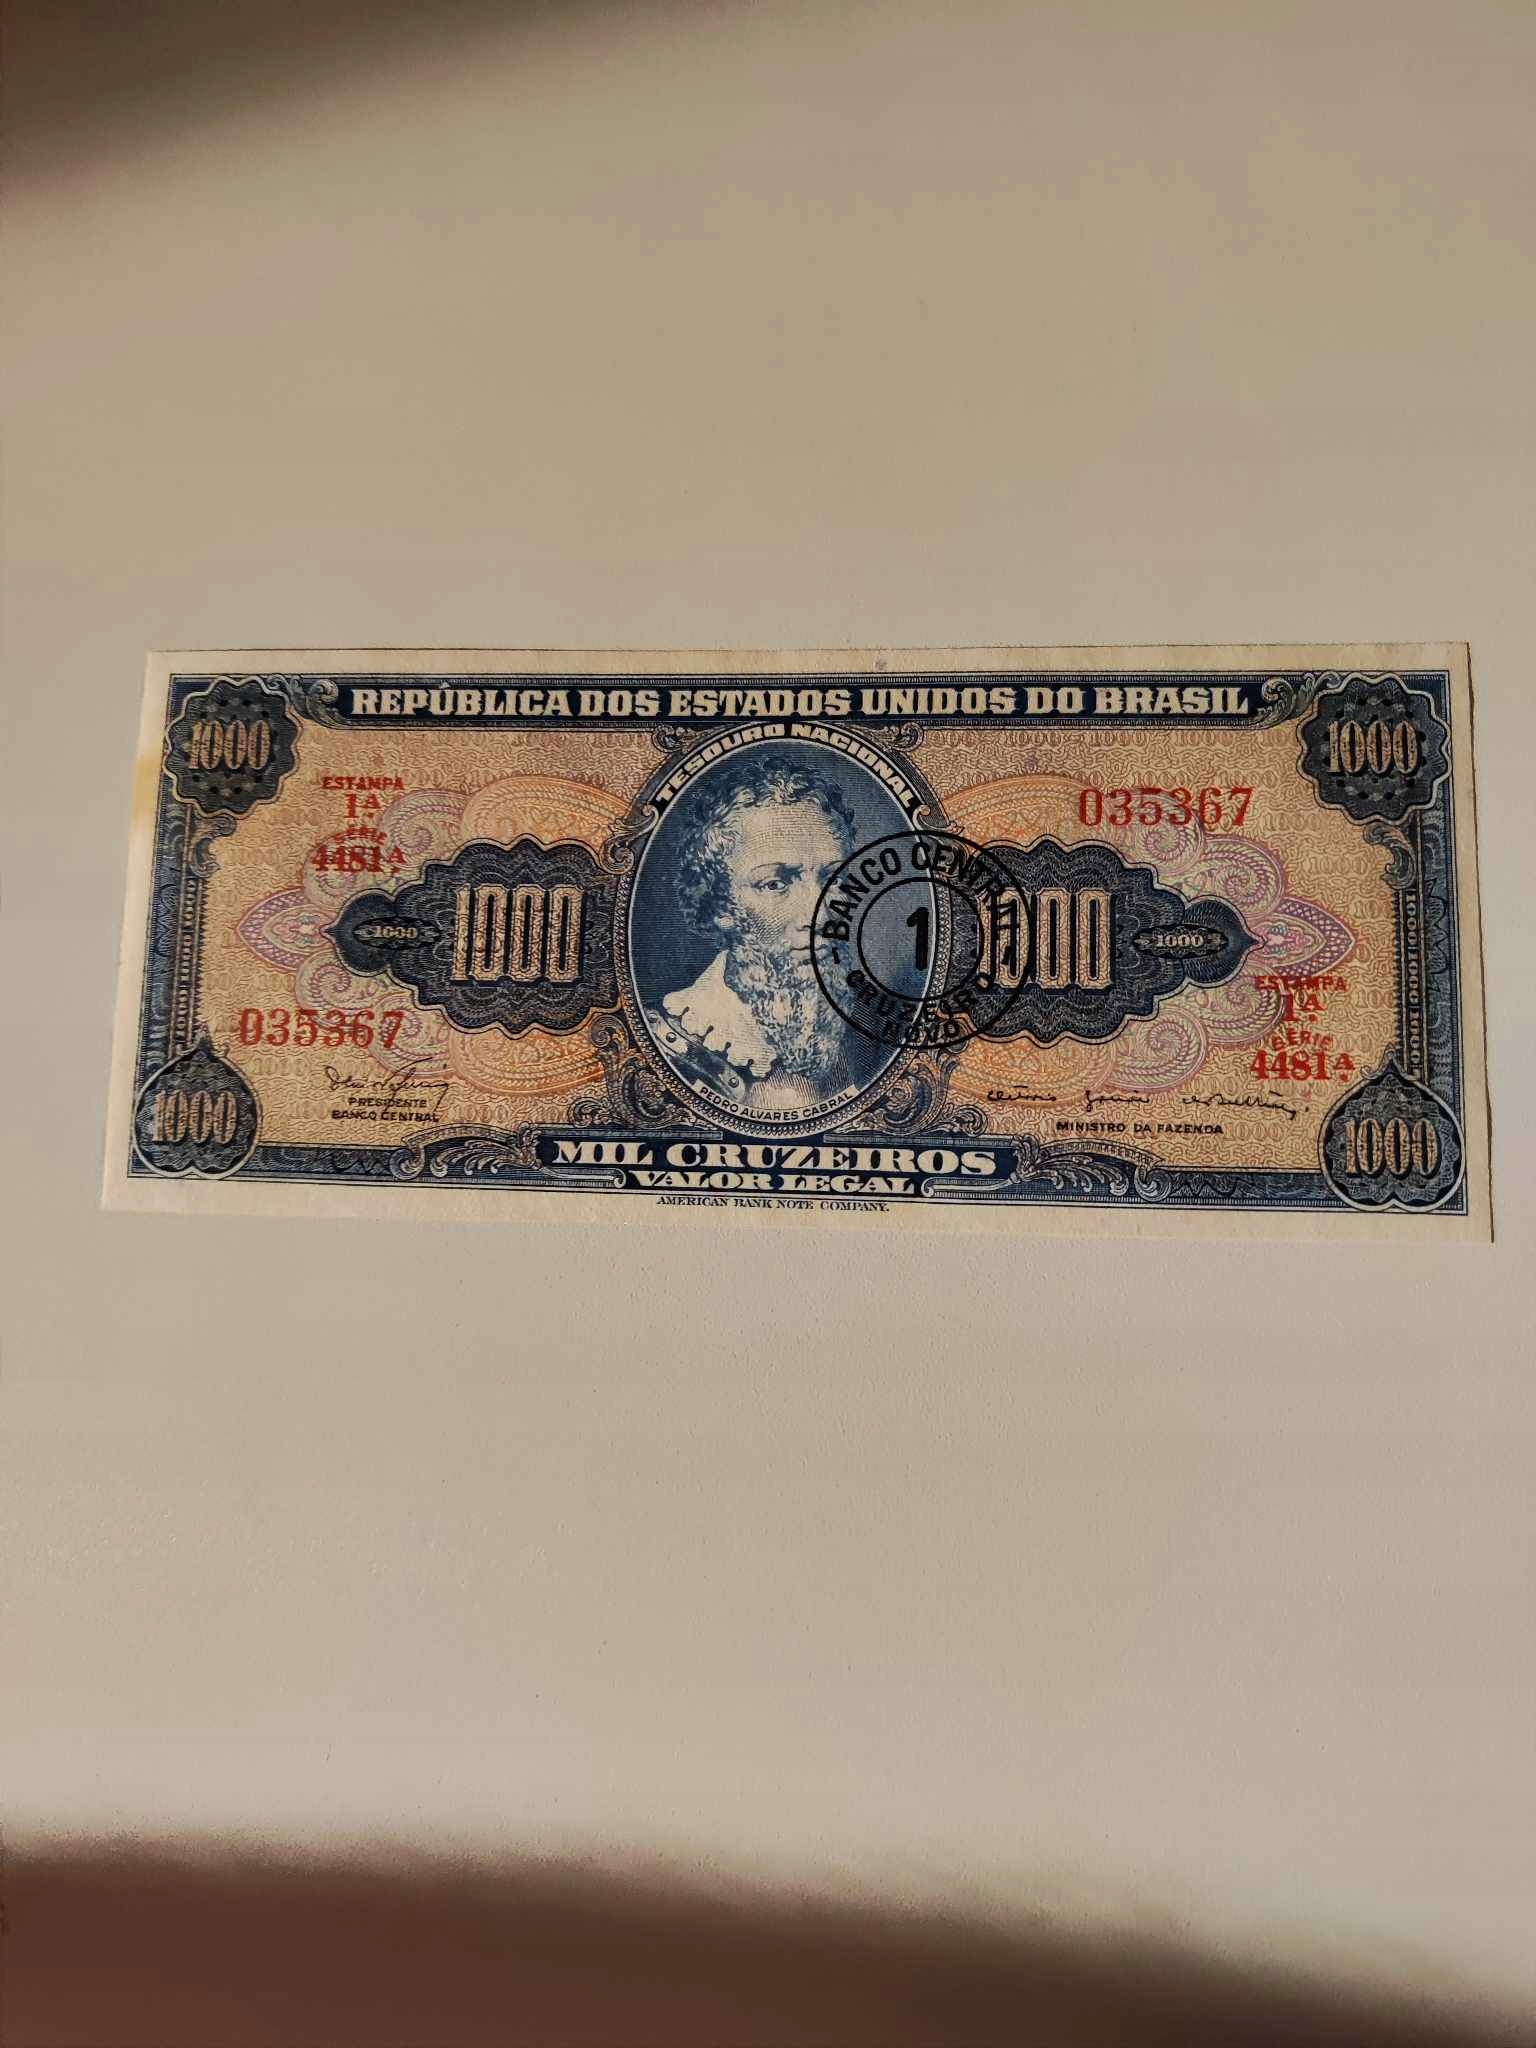 REPÚBLICA DOS ESTADOS UNIDOS DO BRASIL
1000
1000
TESOURO NACIONAL
ESTAMPA
1ª
SÉRIE
4481ª
035367
1000
1000
BANCO CENTRAL
1
CRUZEIRO
NOVO
1000
1000
035367
ESTAMPA
1ª
SÉRIE
4481ª
PRESIDENTE
BANCO CENTRAL
PEDRO ALVARES CABRAL
MINISTRO DA FAZENDA
1000
1000
MIL CRUZEIROS
VALOR LEGAL
AMERICAN BANK NOTE COMPANY.